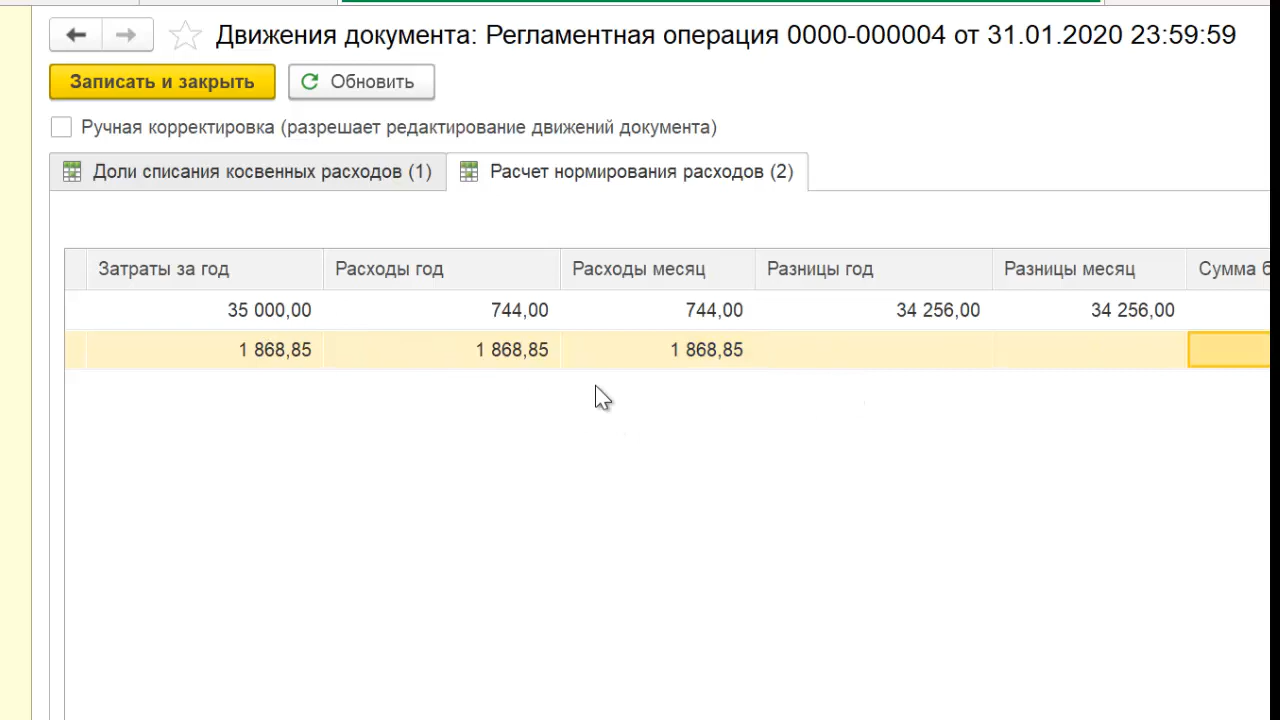 Движения документа: Регламентная операция 0000-000004 от 31.01.2020 23:59:59
Записать и закрыть Обновить
Ручная корректировка (разрешает редактирование движений документа)
Доли списания косвенных расходов (1) Расчет нормирования расходов (2)
Затраты за год Расходы год Расходы месяц Разницы год Разницы месяц Сумма б
35 000,00 744,00 744,00 34 256,00 34 256,00
1 868,85 1 868,85 1 868,85